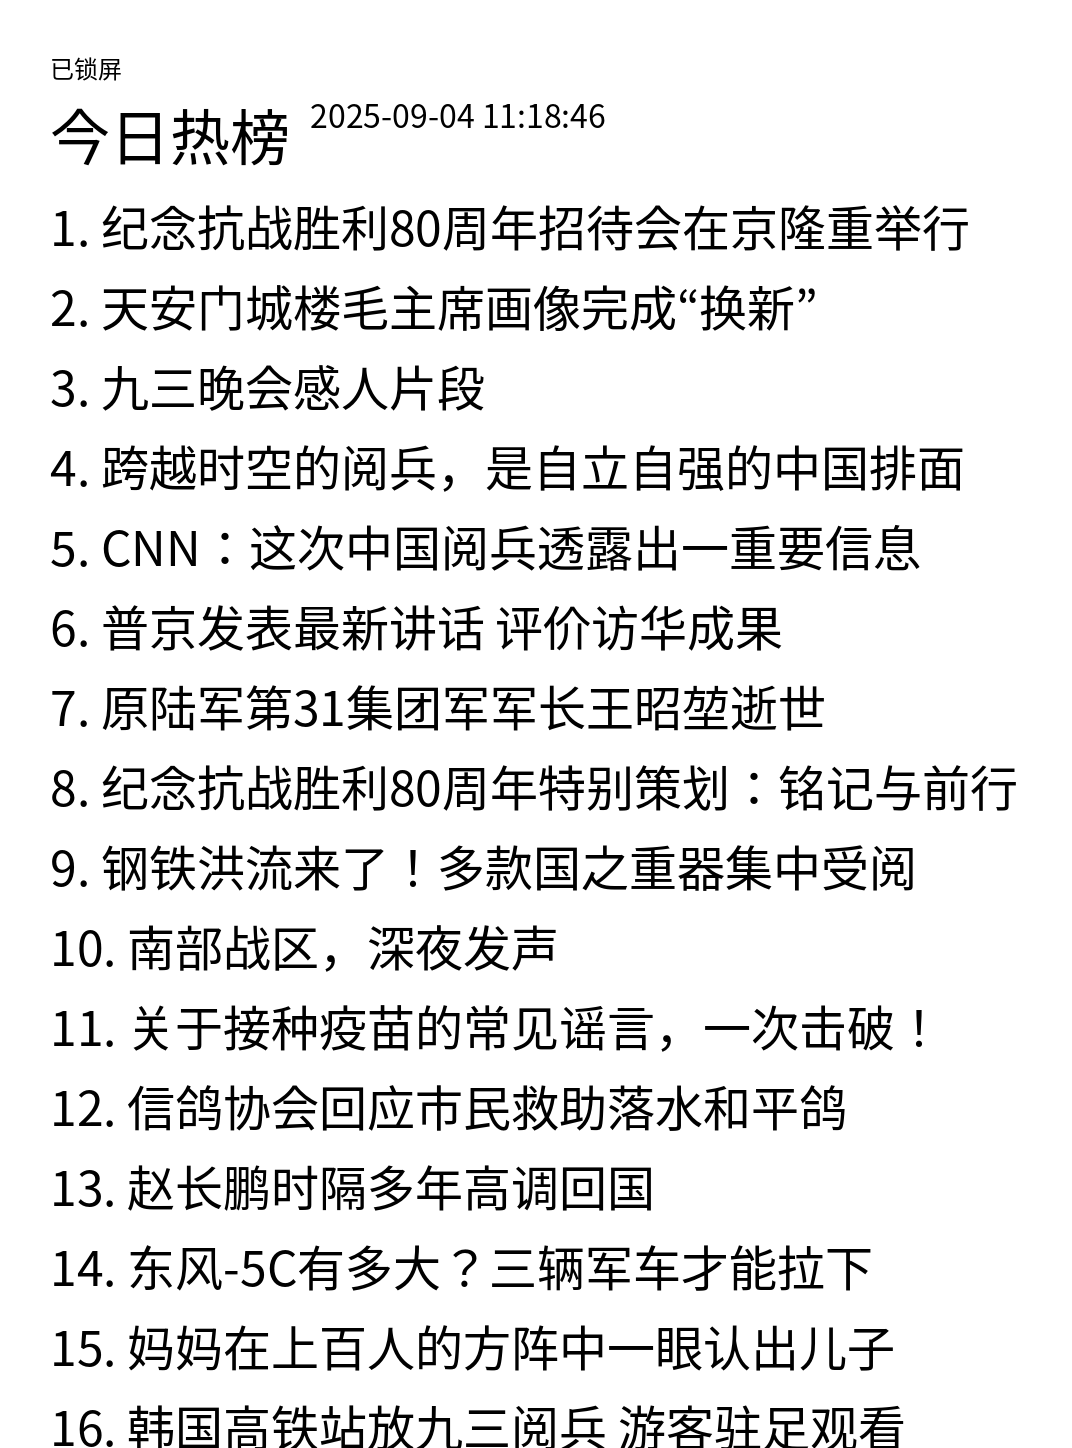 已锁屏
今日热榜 2025-09-04 11:18:46
1. 纪念抗战胜利80周年招待会在京隆重举行
2. 天安门城楼毛主席画像完成“换新”
3. 九三晚会感人片段
4. 跨越时空的阅兵，是自立自强的中国排面
5. CNN：这次中国阅兵透露出一重要信息
6. 普京发表最新讲话 评价访华成果
7. 原陆军第31集团军军长王昭堃逝世
8. 纪念抗战胜利80周年特别策划：铭记与前行
9. 钢铁洪流来了！多款国之重器集中受阅
10. 南部战区，深夜发声
11. 关于接种疫苗的常见谣言，一次击破！
12. 信鸽协会回应市民救助落水和平鸽
13. 赵长鹏时隔多年高调回国
14. 东风-5C有多大？三辆军车才能拉下
15. 妈妈在上百人的方阵中一眼认出儿子
16. 韩国高铁站放九三阅兵 游客驻足观看